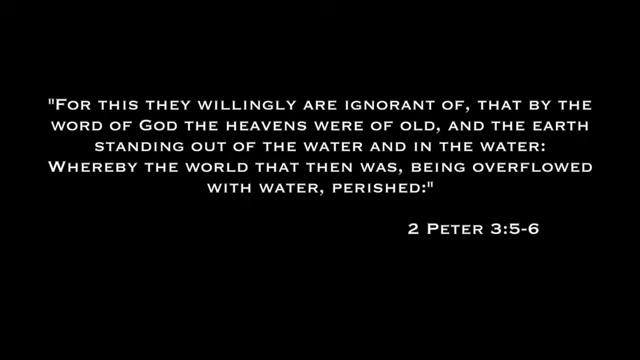 "For this they willingly are ignorant of, that by the
word of God the heavens were of old, and the earth
standing out of the water and in the water:
Whereby the world that then was, being overflowed
with water, perished:"
2 Peter 3:5-6